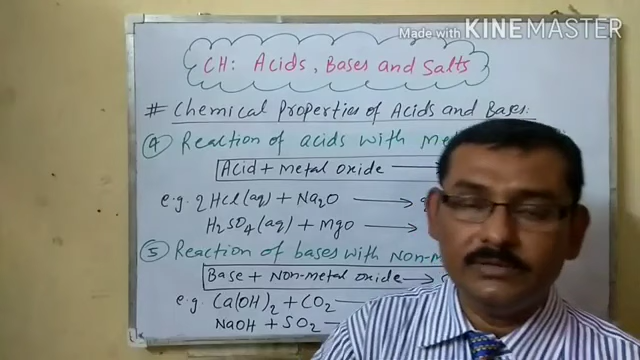 Made with KINEMASTER
CH: Acids, Bases and Salts
# Chemical Properties of Acids and Bases:
④ Reaction of acids with
Acid + Metal oxide ⟶
e.g. 2HCl(aq) + Na₂O ⟶
H₂SO₄(aq) + MgO ⟶
⑤ Reaction of bases with
Base + Non-metal oxide ⟶
e.g. Ca(OH)₂ + CO₂
NaOH + SO₂